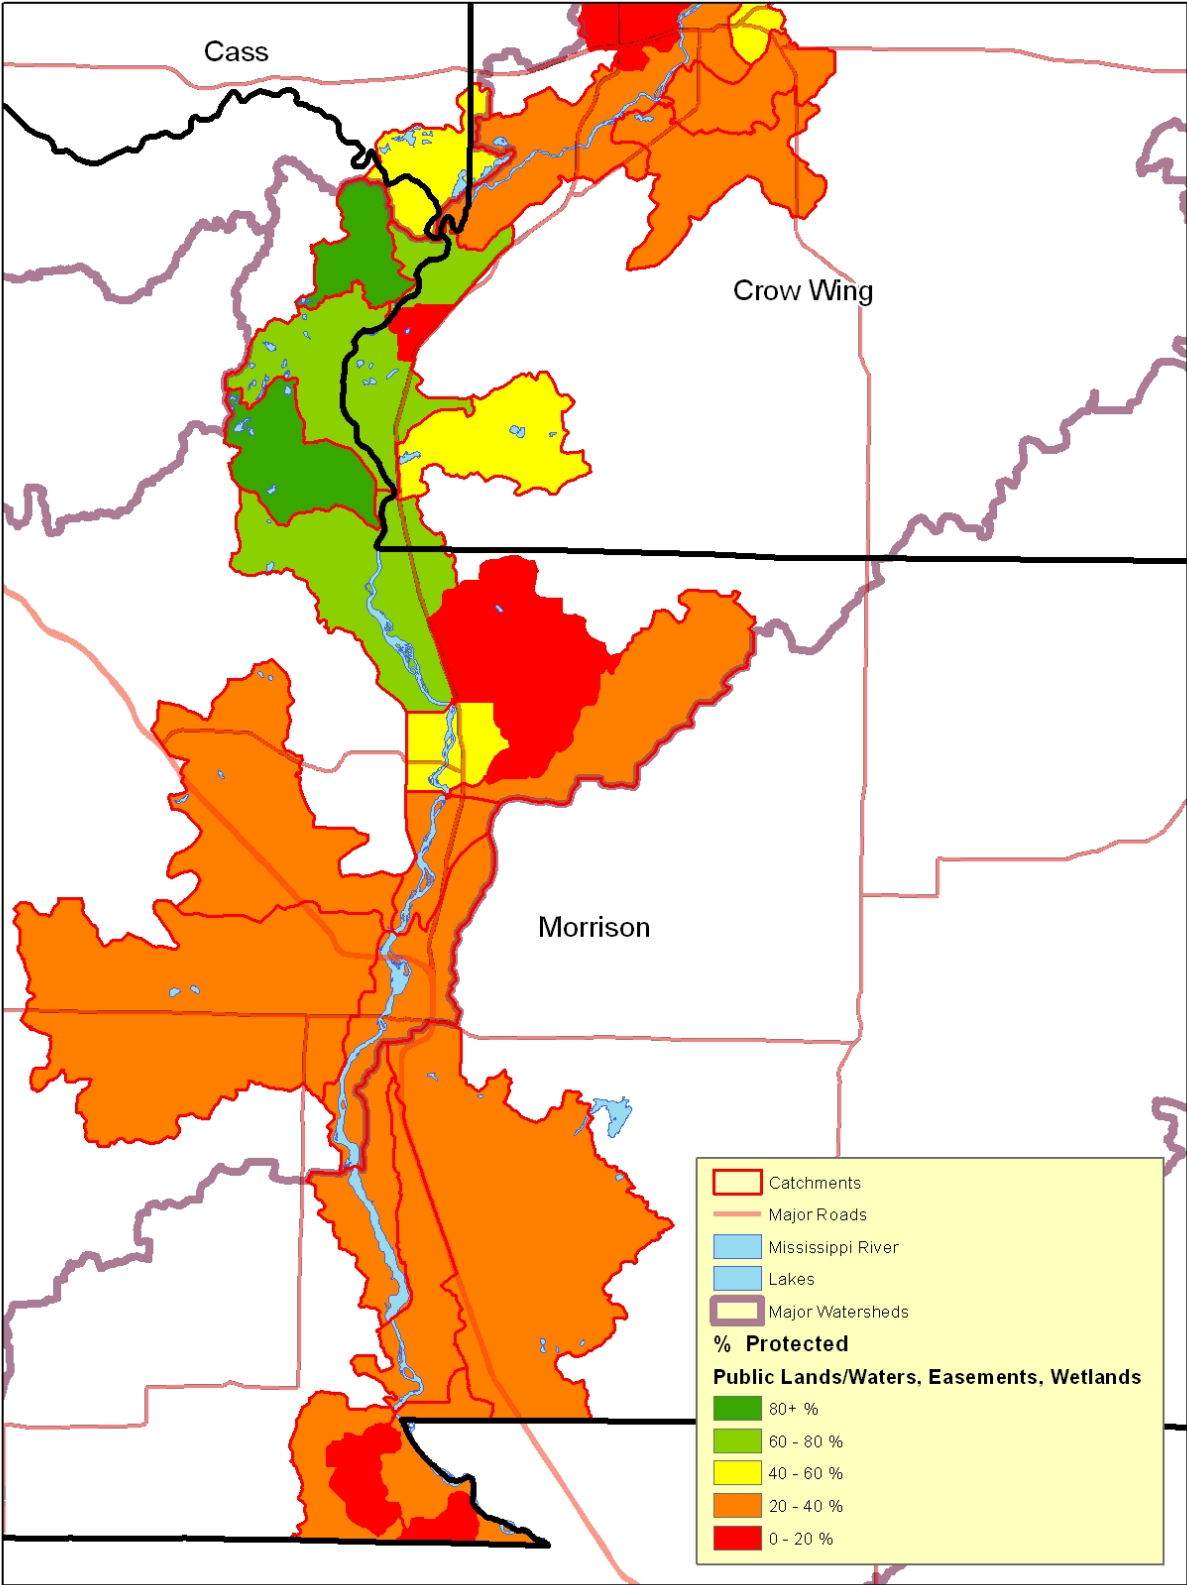 Cass
Crow Wing
Morrison
Catchments
Major Roads
Mississippi River
Lakes
Major Watersheds
% Protected
Public Lands/Waters, Easements, Wetlands
80+ %
60 - 80 %
40 - 60 %
20 - 40 %
0 - 20 %